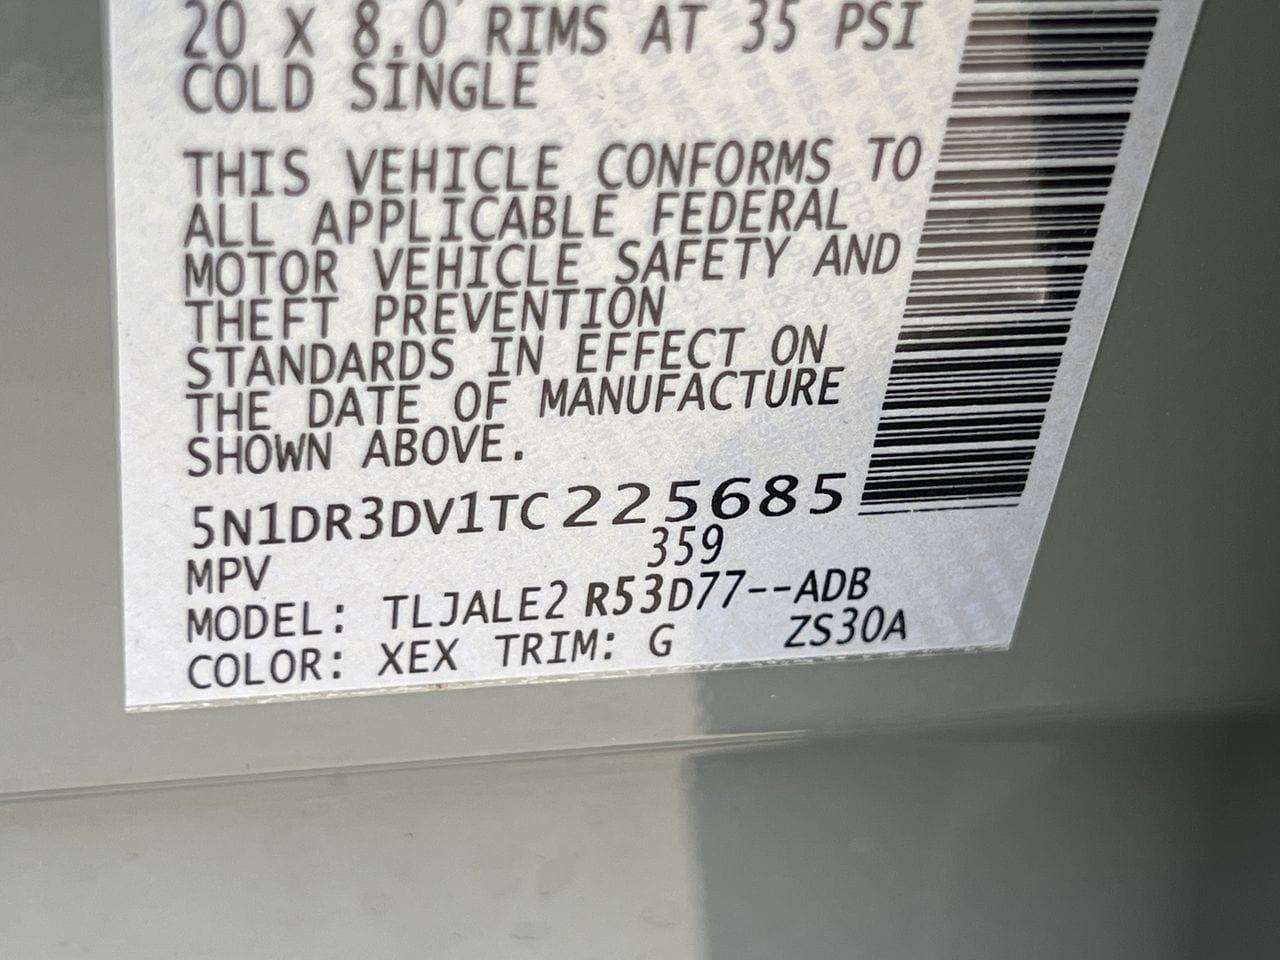 20 X 8.0 RIMS AT 35 PSI
COLD SINGLE
THIS VEHICLE CONFORMS TO
ALL APPLICABLE FEDERAL
MOTOR VEHICLE SAFETY AND
THEFT PREVENTION
STANDARDS IN EFFECT ON
THE DATE OF MANUFACTURE
SHOWN ABOVE.
5N1DR3DV1TC225685
359
MPV
MODEL: TLJALE2 R53D77--ADB
COLOR: XEX TRIM: G ZS30A